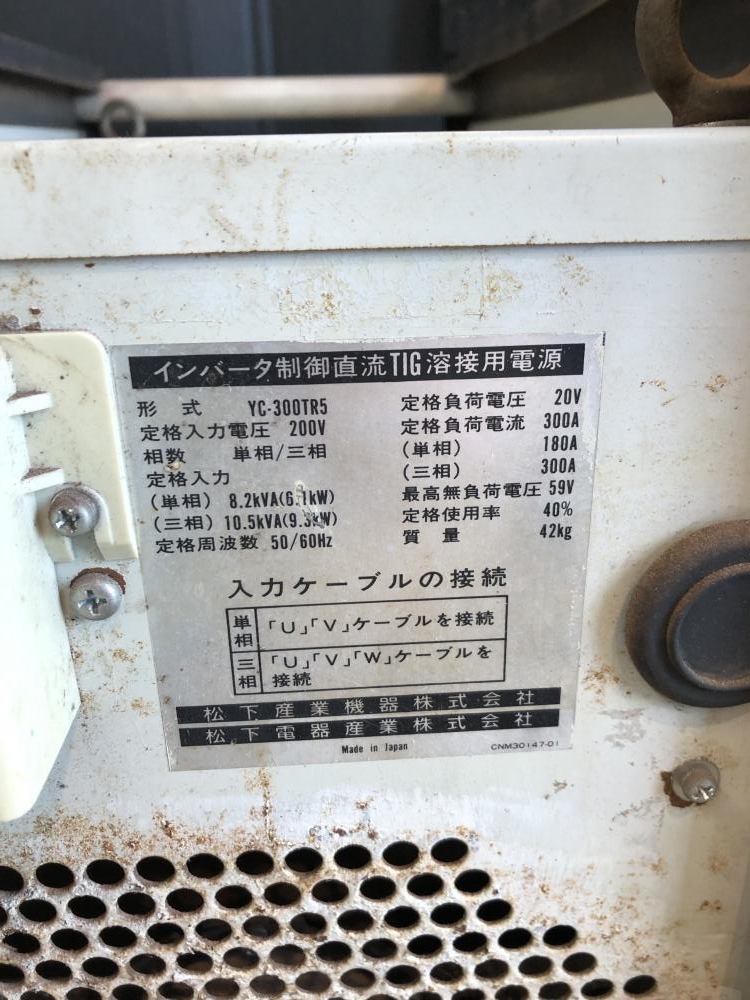 インバータ制御直流TIG溶接用電源
形式 YC-300TR5
定格入力電圧 200V
相数 単相/三相
定格入力
(単相) 8.2kVA(6.1kW)
(三相) 10.5kVA(9.3kW)
定格周波数 50/60Hz
定格負荷電圧 20V
定格負荷電流 300A
(単相) 180A
(三相) 300A
最高無負荷電圧 59V
定格使用率 40%
質量 42kg
入力ケーブルの接続
単相 「U」「V」ケーブルを接続
三相 「U」「V」「W」ケーブルを
接続
松下産業機器株式会社
松下電器産業株式会社
Made in Japan
CNM30147-01